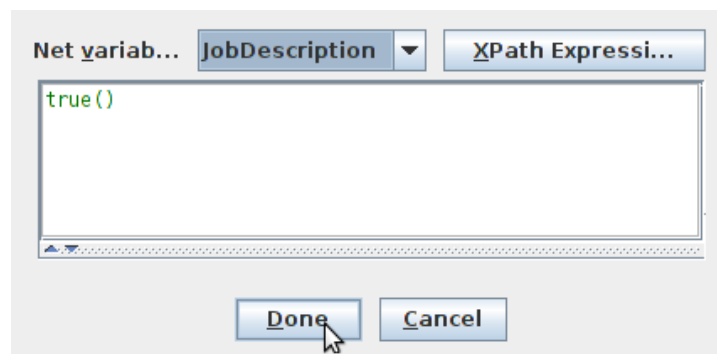 Net variab... JobDescription XPath Expressi...
true()
Done Cancel